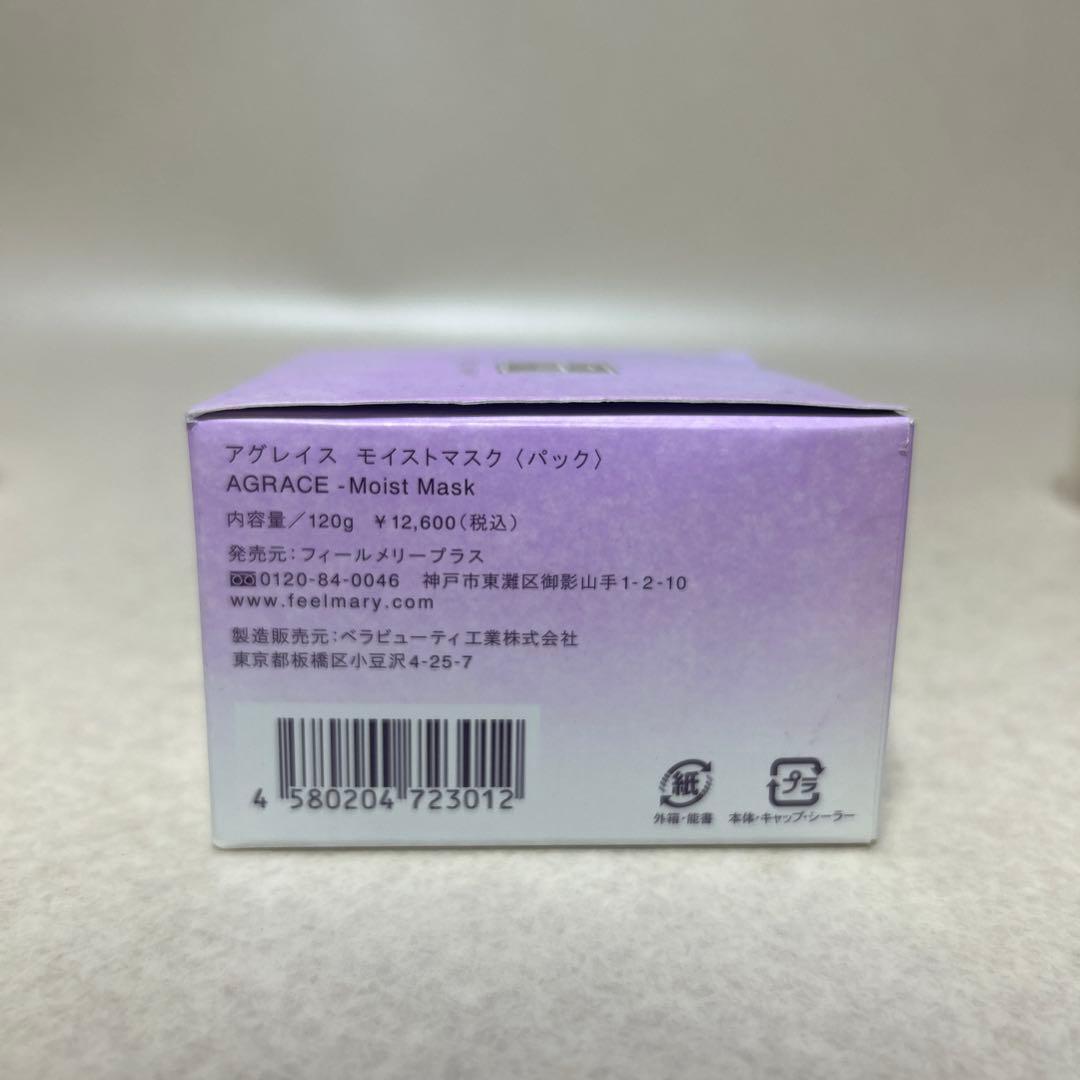 アグレイス モイストマスク〈パック〉
AGRACE -Moist Mask
内容量／120g ￥12,600(税込)
発売元：フィールメリープラス
0120-84-0046 神戸市東灘区御影山手1-2-10
www.feelmary.com
製造販売元：ベラビューティ工業株式会社
東京都板橋区小豆沢4-25-7
4 580204 723012
紙
外箱・能書
プラ
本体・キャップ・シーラー